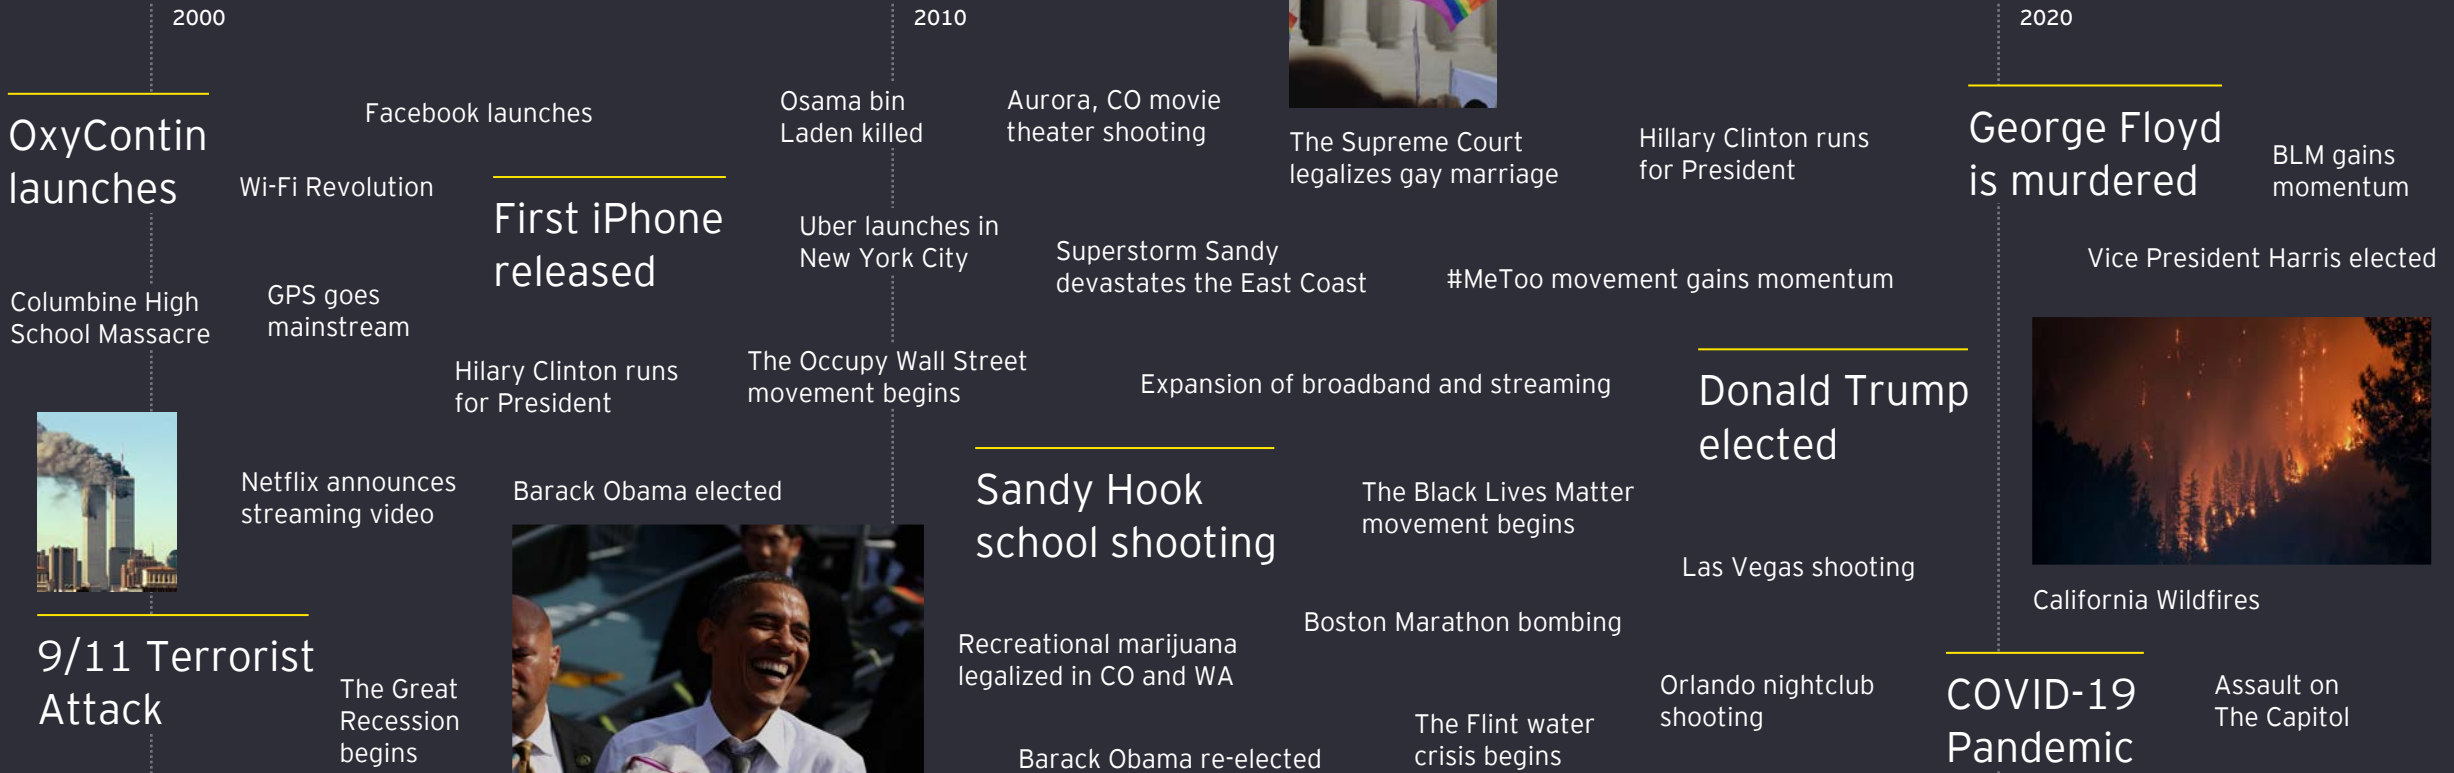 2000
2010
2020
OxyContin
launches
Facebook launches
Osama bin
Laden killed
Aurora, CO movie
theater shooting
The Supreme Court
legalizes gay marriage
Hillary Clinton runs
for President
George Floyd
is murdered
BLM gains
momentum
Wi-Fi Revolution
First iPhone
released
Uber launches in
New York City
Superstorm Sandy
devastates the East Coast
#MeToo movement gains momentum
Vice President Harris elected
Columbine High
School Massacre
GPS goes
mainstream
Hilary Clinton runs
for President
The Occupy Wall Street
movement begins
Expansion of broadband and streaming
Donald Trump
elected
Netflix announces
streaming video
Barack Obama elected
Sandy Hook
school shooting
The Black Lives Matter
movement begins
Las Vegas shooting
California Wildfires
9/11 Terrorist
Attack
The Great
Recession
begins
Recreational marijuana
legalized in CO and WA
Boston Marathon bombing
Orlando nightclub
shooting
COVID-19
Pandemic
Assault on
The Capitol
Barack Obama re-elected
The Flint water
crisis begins